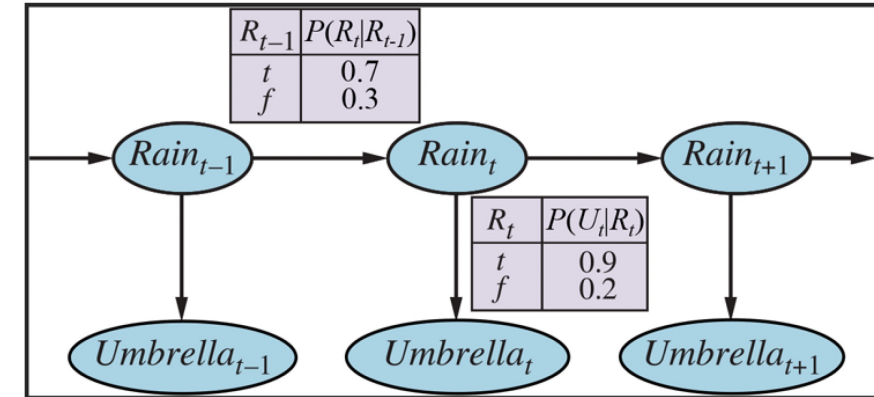 R_{t–1} P(R_t|R_{t-1})
t 0.7
f 0.3
Rain_{t–1} Rain_t Rain_{t+1}
R_t P(U_t|R_t)
t 0.9
f 0.2
Umbrella_{t–1} Umbrella_t Umbrella_{t+1}